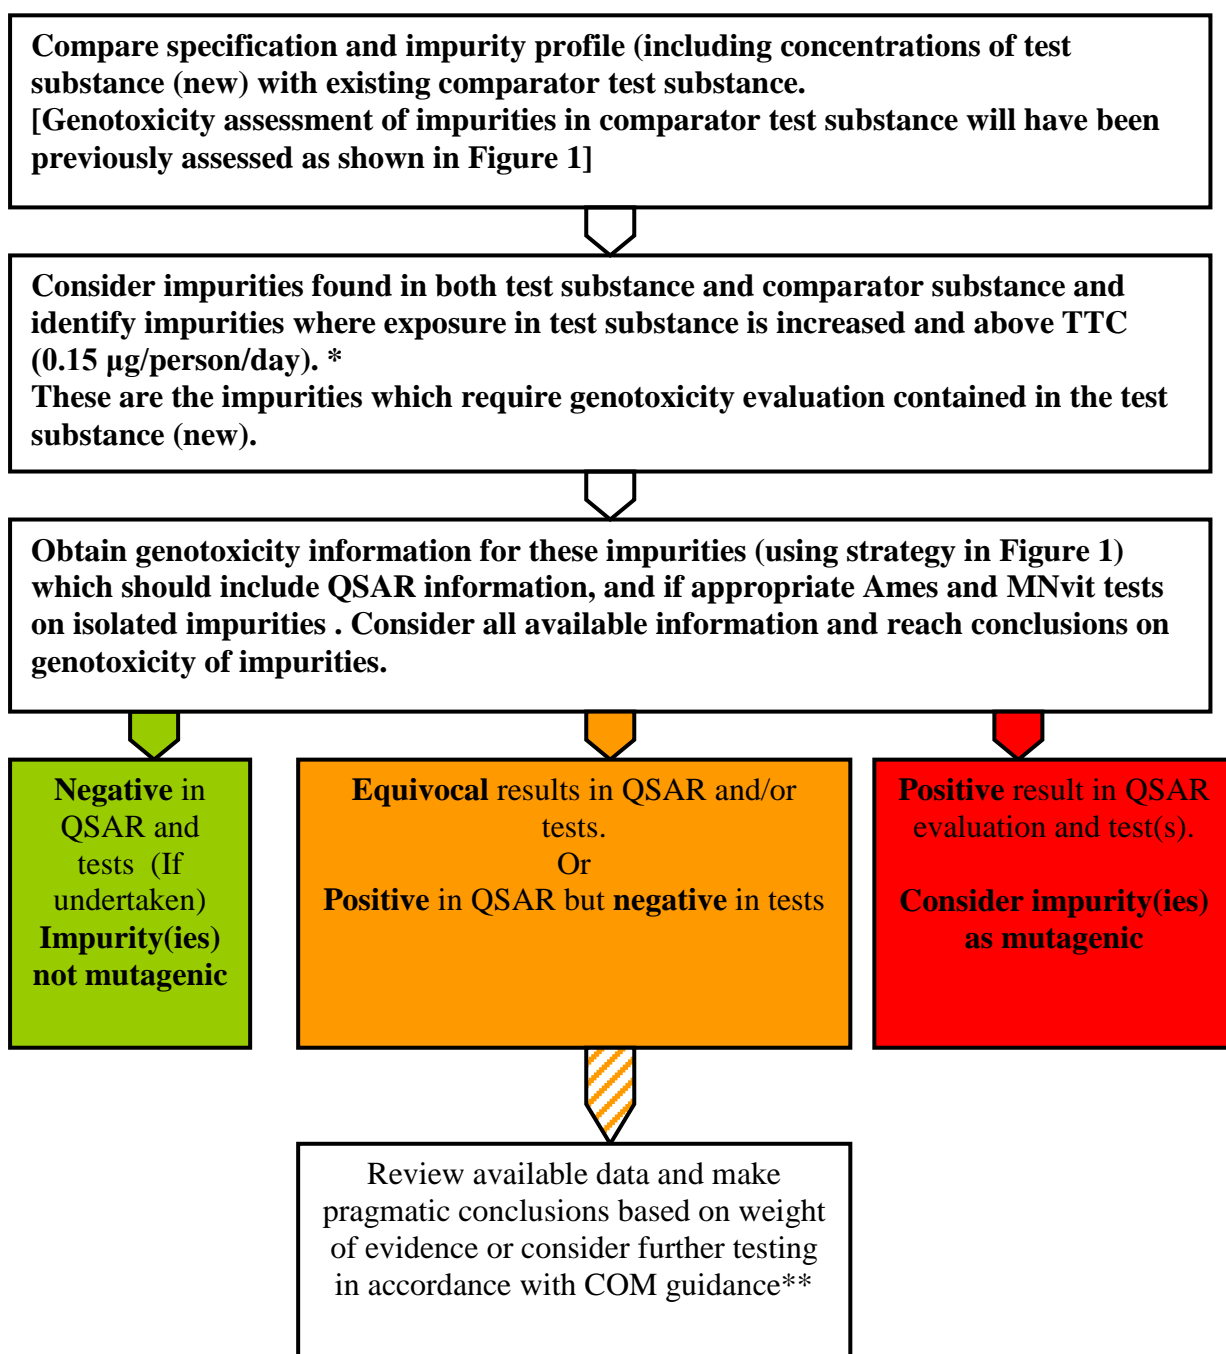 Compare specification and impurity profile (including concentrations of test
substance (new) with existing comparator test substance.
[Genotoxicity assessment of impurities in comparator test substance will have been
previously assessed as shown in Figure 1]
Consider impurities found in both test substance and comparator substance and
identify impurities where exposure in test substance is increased and above TTC
(0.15 µg/person/day). *
These are the impurities which require genotoxicity evaluation contained in the test
substance (new).
Obtain genotoxicity information for these impurities (using strategy in Figure 1)
which should include QSAR information, and if appropriate Ames and MNvit tests
on isolated impurities . Consider all available information and reach conclusions on
genotoxicity of impurities.
Negative in
QSAR and
tests (If
undertaken)
Impurity(ies)
not mutagenic
Equivocal results in QSAR and/or
tests.
Or
Positive in QSAR but negative in tests
Positive result in QSAR
evaluation and test(s).
Consider impurity(ies)
as mutagenic
Review available data and make
pragmatic conclusions based on weight
of evidence or consider further testing
in accordance with COM guidance**